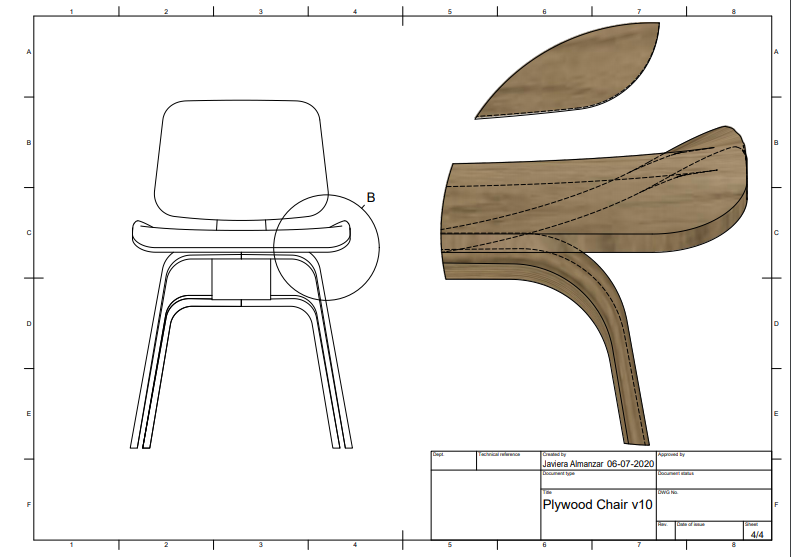 1 2 3 4 5 6 7 8
A A
B B
B
C C
D D
E E
Dept. Technical reference Created by Approved by
Javiera Almanzar 06-07-2020
Document type Document status
Title DWG No.
Plywood Chair v10
F F
Rev. Date of issue Sheet
4/4
1 2 3 4 5 6 7 8